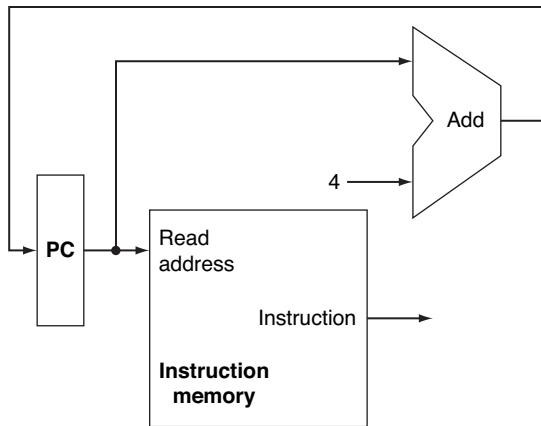 Add
4
PC
Read
address
Instruction
Instruction
memory